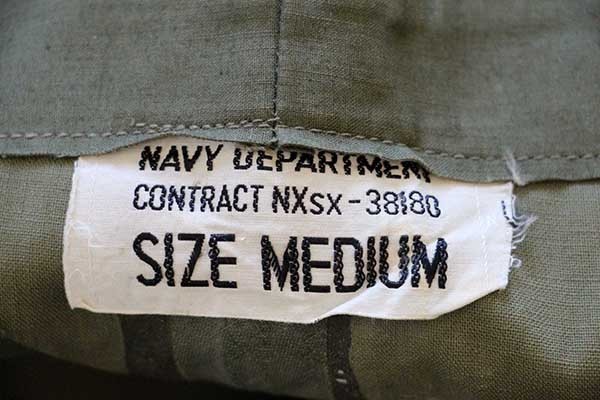 NAVY DEPARTMENT
CONTRACT NXsx-38180
SIZE MEDIUM